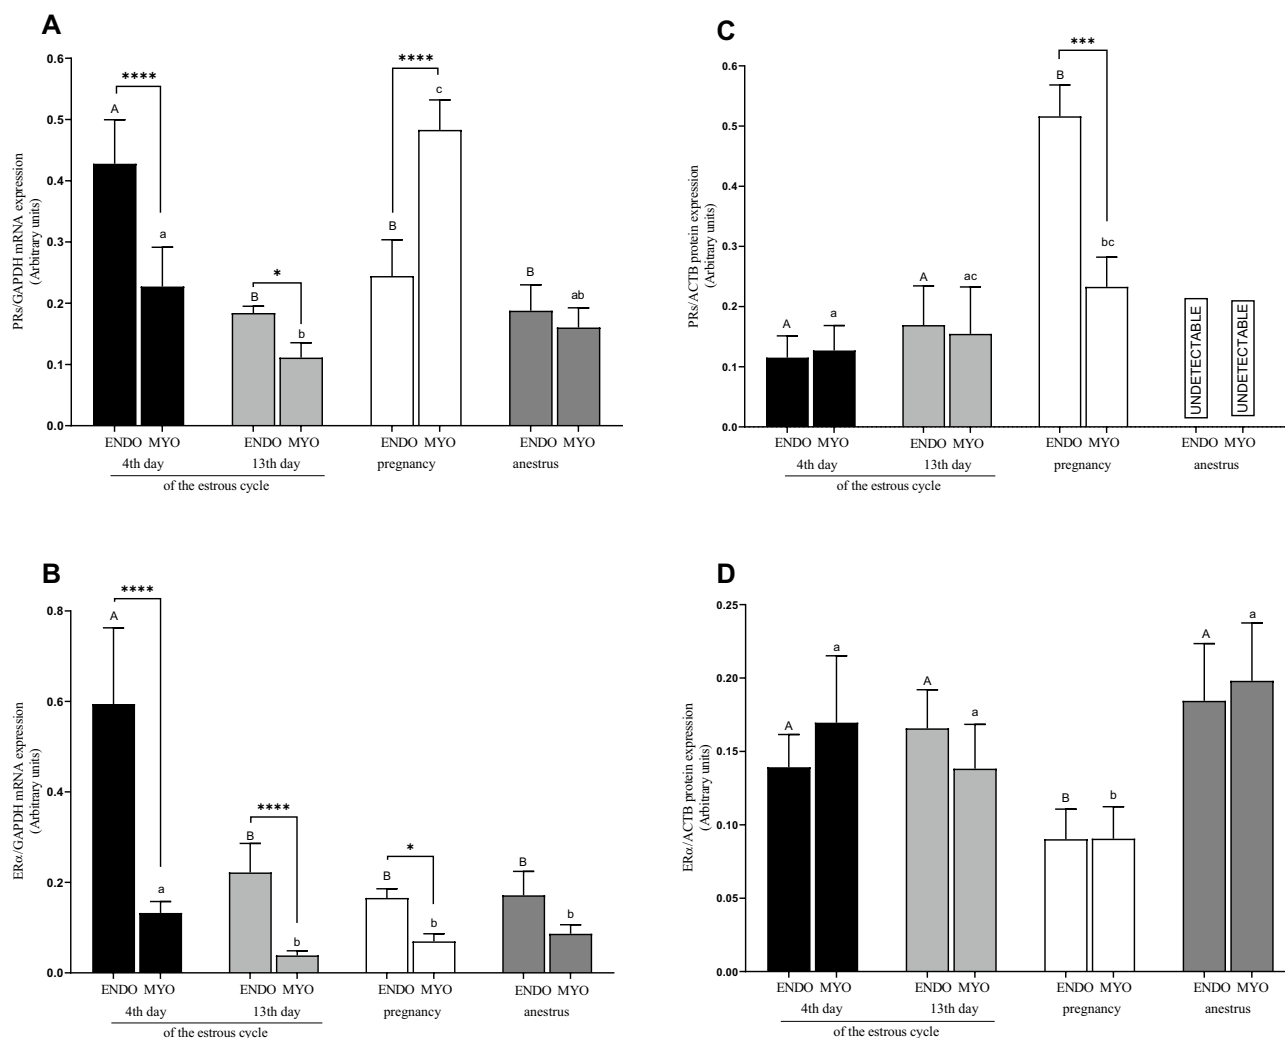 A
PRs/GAPDH mRNA expression
(Arbitrary units)
0.6
0.5
0.4
0.3
0.2
0.1
0.0
****
A
a
*
B
b
****
B
c
B
ab
ENDO MYO ENDO MYO ENDO MYO ENDO MYO
4th day 13th day pregnancy anestrus
of the estrous cycle
C
PRs/ACTB protein expression
(Arbitrary units)
0.6
0.5
0.4
0.3
0.2
0.1
0.0
A
a
A
ac
***
B
bc
UNDETECTABLE
UNDETECTABLE
ENDO MYO ENDO MYO ENDO MYO ENDO MYO
4th day 13th day pregnancy anestrus
of the estrous cycle
B
ERα/GAPDH mRNA expression
(Arbitrary units)
0.8
0.6
0.4
0.2
0.0
****
A
a
****
B
b
*
B
b
B
b
ENDO MYO ENDO MYO ENDO MYO ENDO MYO
4th day 13th day pregnancy anestrus
of the estrous cycle
D
ERα/ACTB protein expression
(Arbitrary units)
0.25
0.20
0.15
0.10
0.05
0.00
A
a
A
a
B
b
A
a
ENDO MYO ENDO MYO ENDO MYO ENDO MYO
4th day 13th day pregnancy anestrus
of the estrous cycle